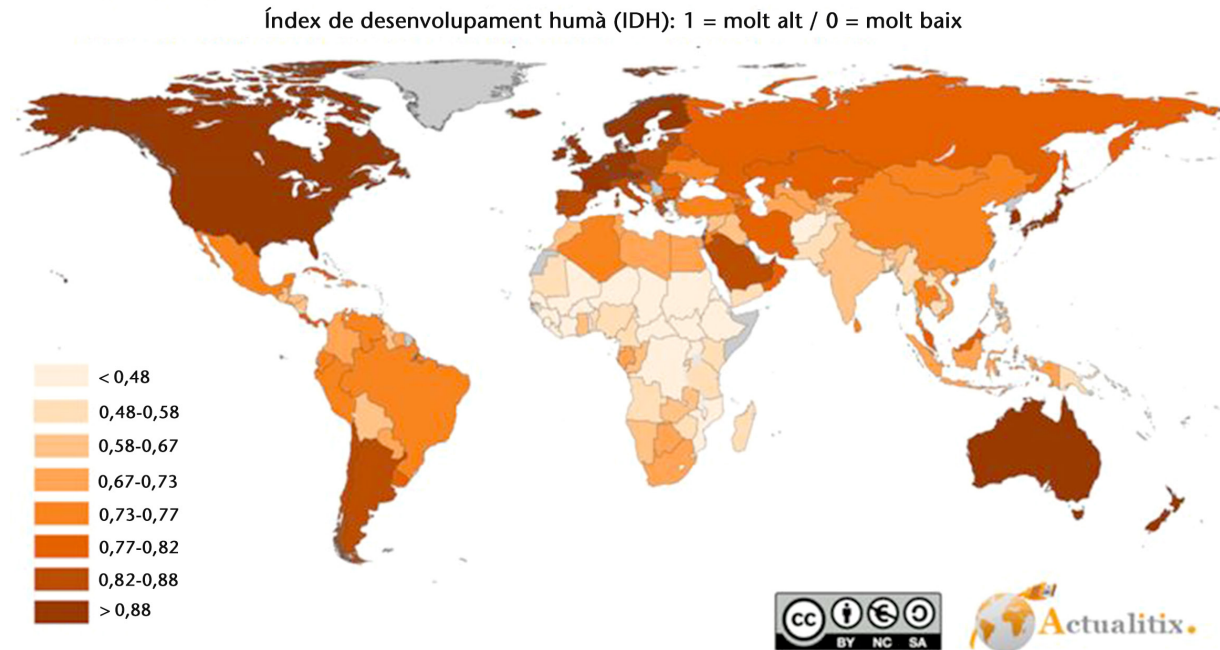 Índex de desenvolupament humà (IDH): 1 = molt alt / 0 = molt baix
< 0,48
0,48-0,58
0,58-0,67
0,67-0,73
0,73-0,77
0,77-0,82
0,82-0,88
> 0,88
cc
BY NC SA
Actualitix.